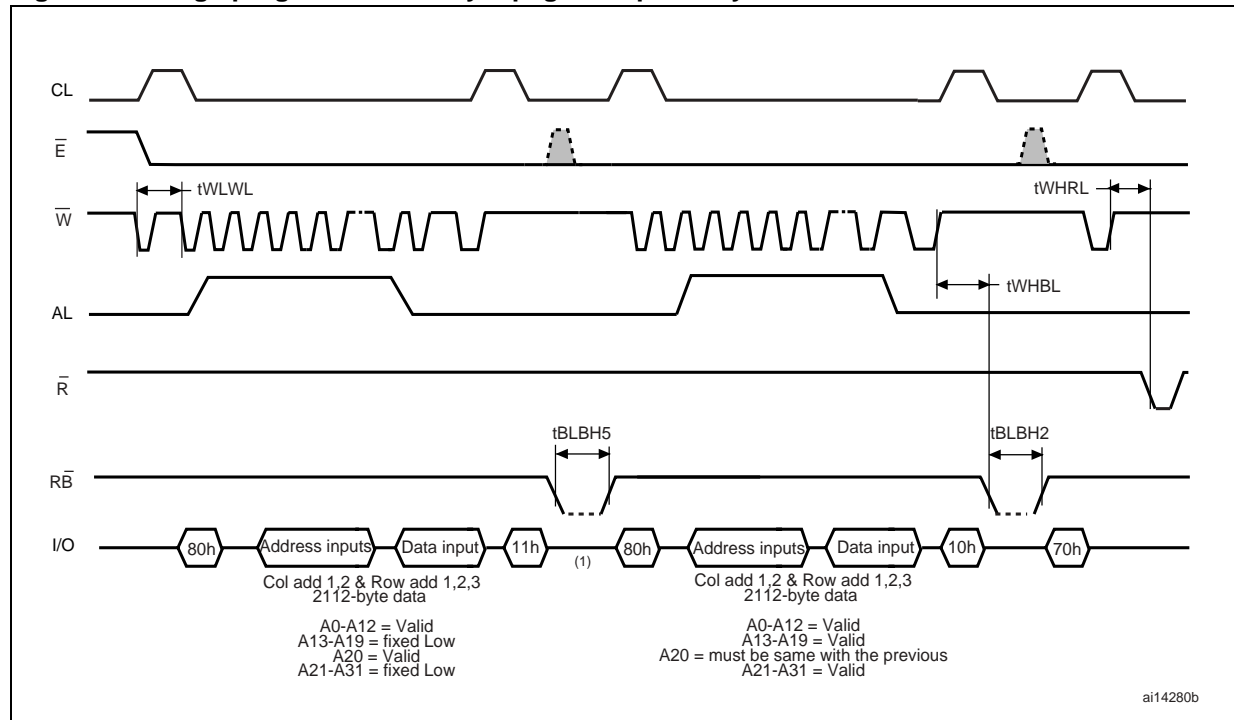 CL
E
tWLWL
tWHRL
W
tWHBL
AL
R
tBLBH5
tBLBH2
RB
I/O
80h
Address inputs
Data input
11h
(1)
80h
Address inputs
Data input
10h
70h
Col add 1,2 & Row add 1,2,3
2112-byte data
A0-A12 = Valid
A13-A19 = fixed Low
A20 = Valid
A21-A31 = fixed Low
Col add 1,2 & Row add 1,2,3
2112-byte data
A0-A12 = Valid
A13-A19 = Valid
A20 = must be same with the previous
A21-A31 = Valid
ai14280b